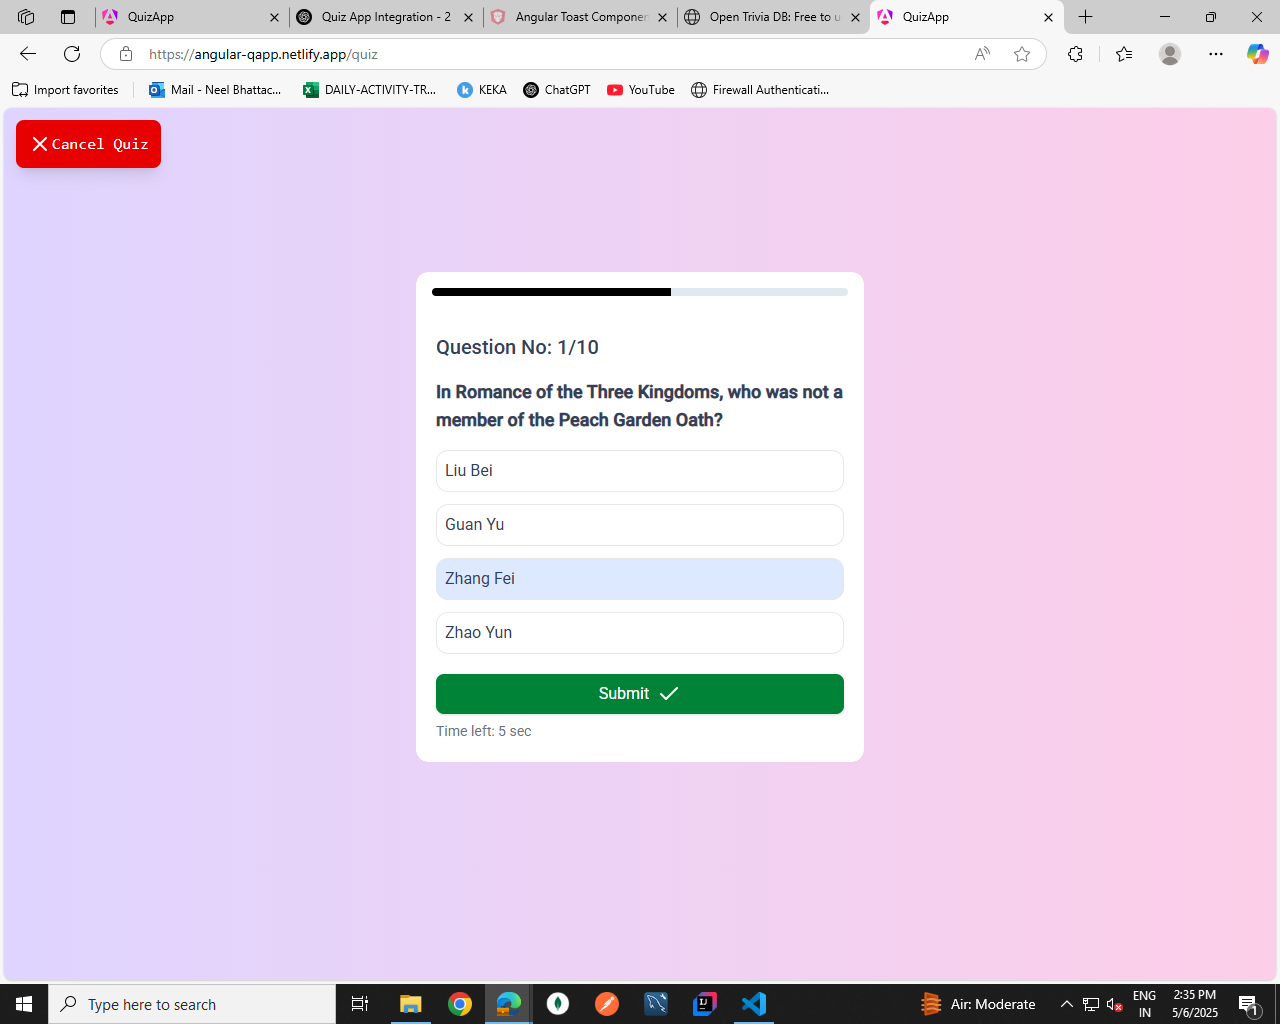 QuizApp
Quiz App Integration - 2
Angular Toast Componen
Open Trivia DB: Free to u
QuizApp
https://angular-qapp.netlify.app/quiz
Import favorites
Mail - Neel Bhattac...
DAILY-ACTIVITY-TR...
KEKA
ChatGPT
YouTube
Firewall Authenticati...
Cancel Quiz
Question No: 1/10
In Romance of the Three Kingdoms, who was not a
member of the Peach Garden Oath?
Liu Bei
Guan Yu
Zhang Fei
Zhao Yun
Submit
Time left: 5 sec
Type here to search
Air: Moderate
ENG
IN
2:35 PM
5/6/2025
1